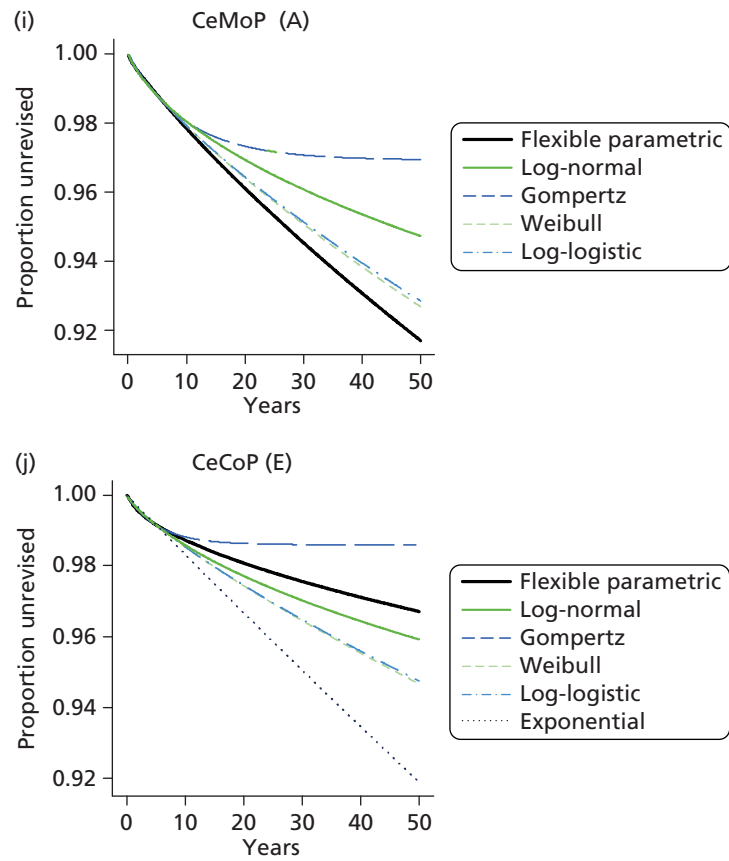 (i) CeMoP (A)
Proportion unrevised
1.00
0.98
0.96
0.94
0.92
0 10 20 30 40 50
Years
Flexible parametric
Log-normal
Gompertz
Weibull
Log-logistic
(j) CeCoP (E)
Proportion unrevised
1.00
0.98
0.96
0.94
0.92
0 10 20 30 40 50
Years
Flexible parametric
Log-normal
Gompertz
Weibull
Log-logistic
Exponential